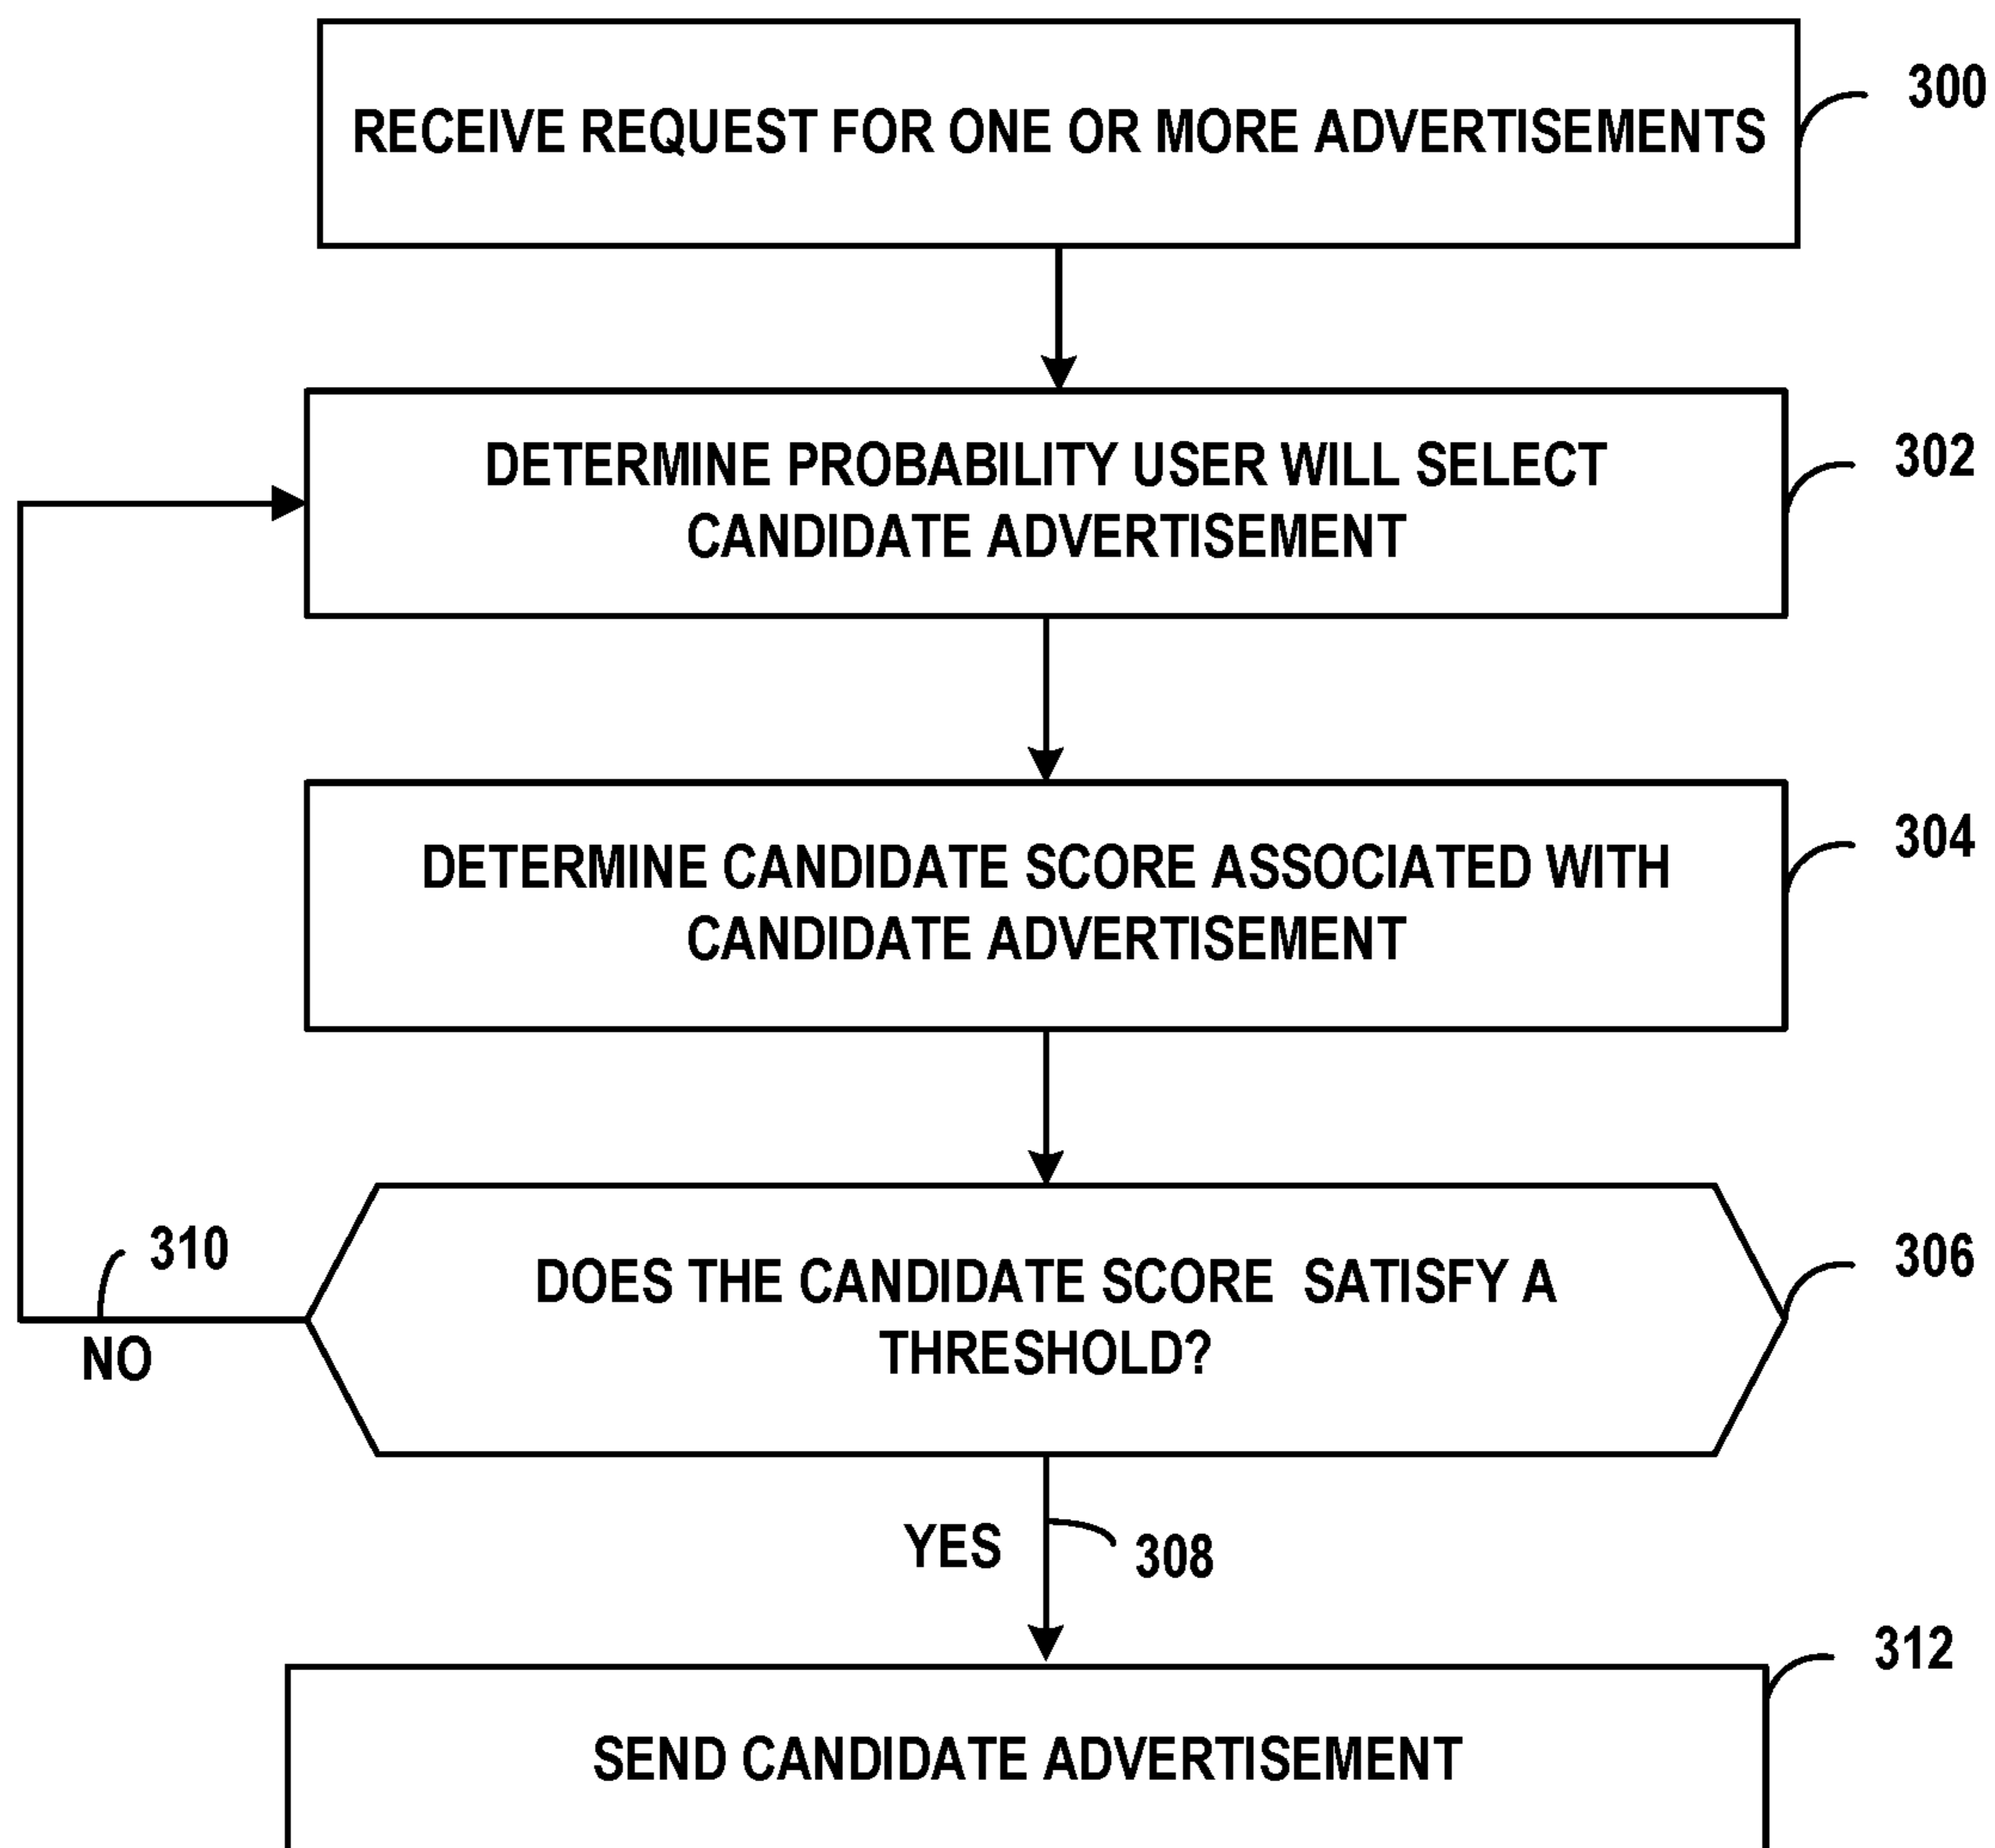 RECEIVE REQUEST FOR ONE OR MORE ADVERTISEMENTS
300
DETERMINE PROBABILITY USER WILL SELECT
CANDIDATE ADVERTISEMENT
302
DETERMINE CANDIDATE SCORE ASSOCIATED WITH
CANDIDATE ADVERTISEMENT
304
DOES THE CANDIDATE SCORE SATISFY A
THRESHOLD?
306
310
NO
YES
308
312
SEND CANDIDATE ADVERTISEMENT